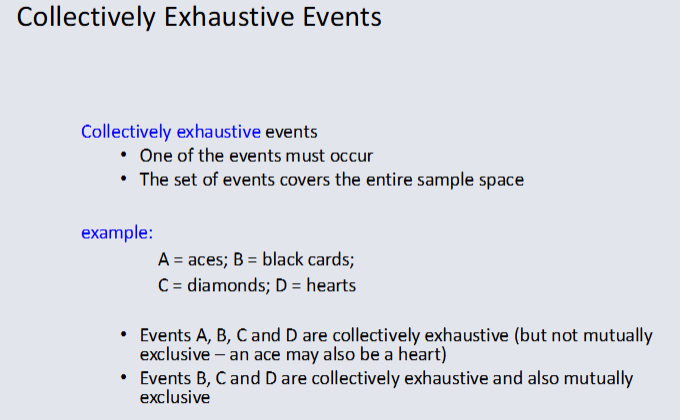 Collectively Exhaustive Events
Collectively exhaustive events
• One of the events must occur
• The set of events covers the entire sample space
example:
A = aces; B = black cards;
C = diamonds; D = hearts
• Events A, B, C and D are collectively exhaustive (but not mutually
exclusive – an ace may also be a heart)
• Events B, C and D are collectively exhaustive and also mutually
exclusive